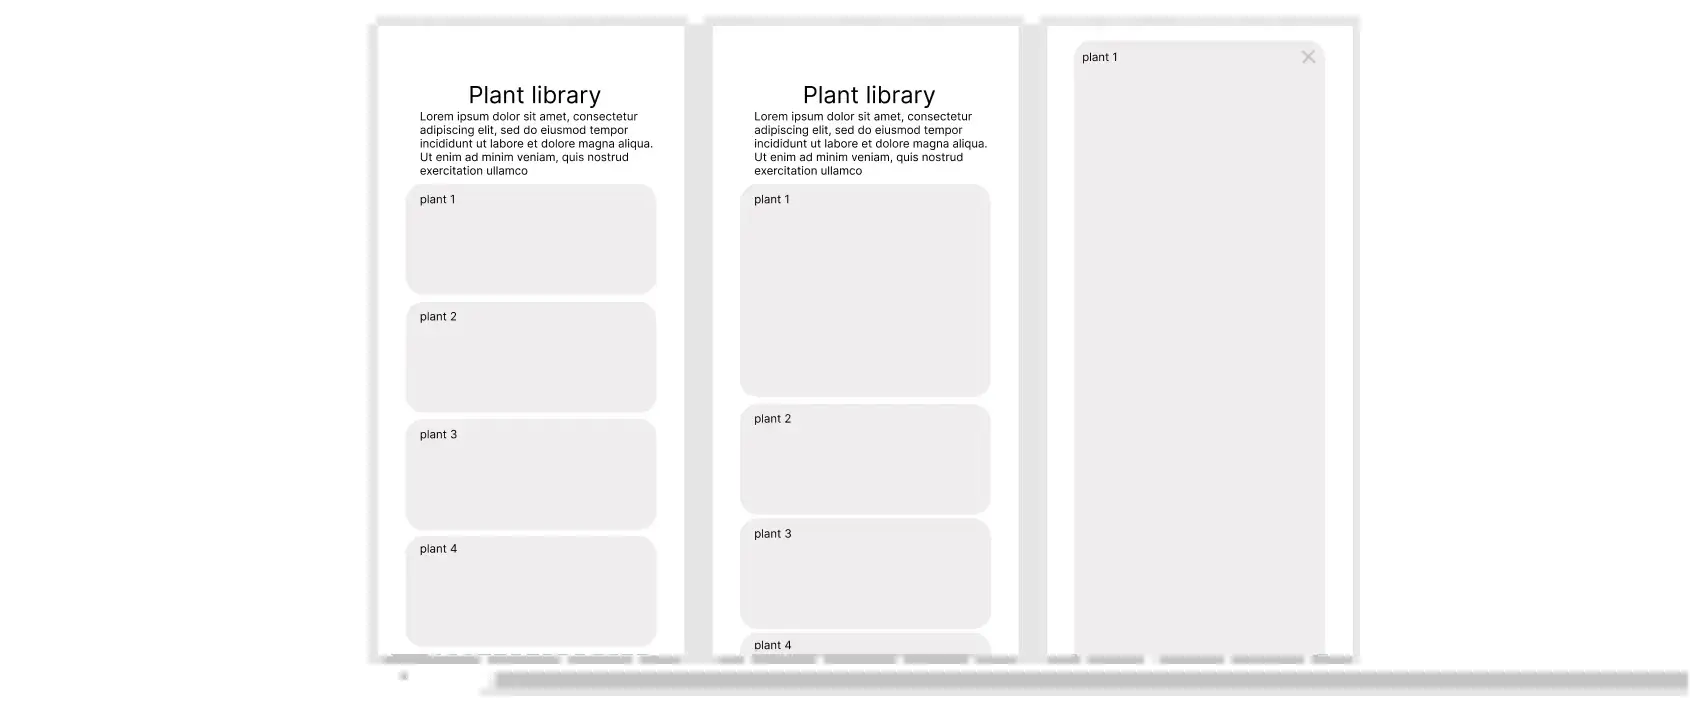 Plant library
Lorem ipsum dolor sit amet, consectetur
adipiscing elit, sed do eiusmod tempor
incididunt ut labore et dolore magna aliqua.
Ut enim ad minim veniam, quis nostrud
exercitation ullamco
plant 1
plant 2
plant 3
plant 4
Plant library
Lorem ipsum dolor sit amet, consectetur
adipiscing elit, sed do eiusmod tempor
incididunt ut labore et dolore magna aliqua.
Ut enim ad minim veniam, quis nostrud
exercitation ullamco
plant 1
plant 2
plant 3
plant 4
plant 1